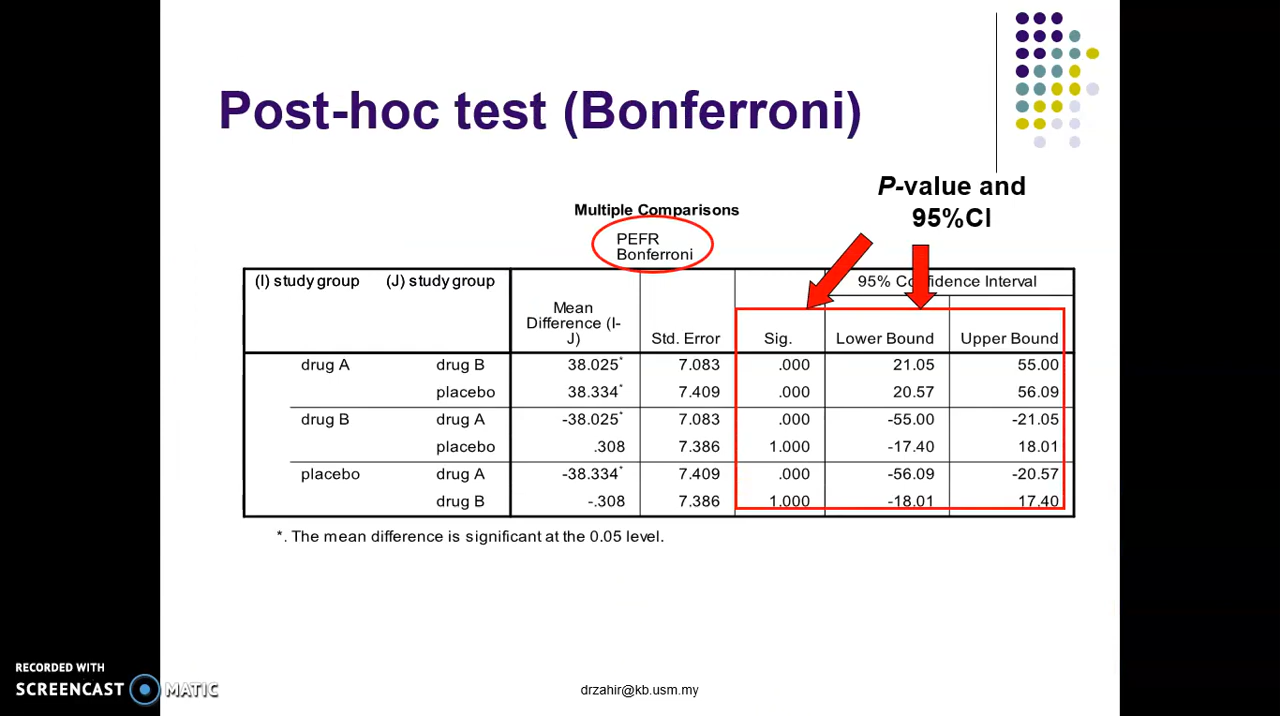 Post-hoc test (Bonferroni)
P-value and
95%CI
Multiple Comparisons
PEFR
Bonferroni
(I) study group (J) study group Mean Difference (I-J) Std. Error Sig. 95% Confidence Interval
Lower Bound Upper Bound
drug A drug B 38.025* 7.083 .000 21.05 55.00
placebo 38.334* 7.409 .000 20.57 56.09
drug B drug A -38.025* 7.083 .000 -55.00 -21.05
placebo .308 7.386 1.000 -17.40 18.01
placebo drug A -38.334* 7.409 .000 -56.09 -20.57
drug B -.308 7.386 1.000 -18.01 17.40
*. The mean difference is significant at the 0.05 level.
RECORDED WITH
SCREENCAST MATIC
drzahir@kb.usm.my